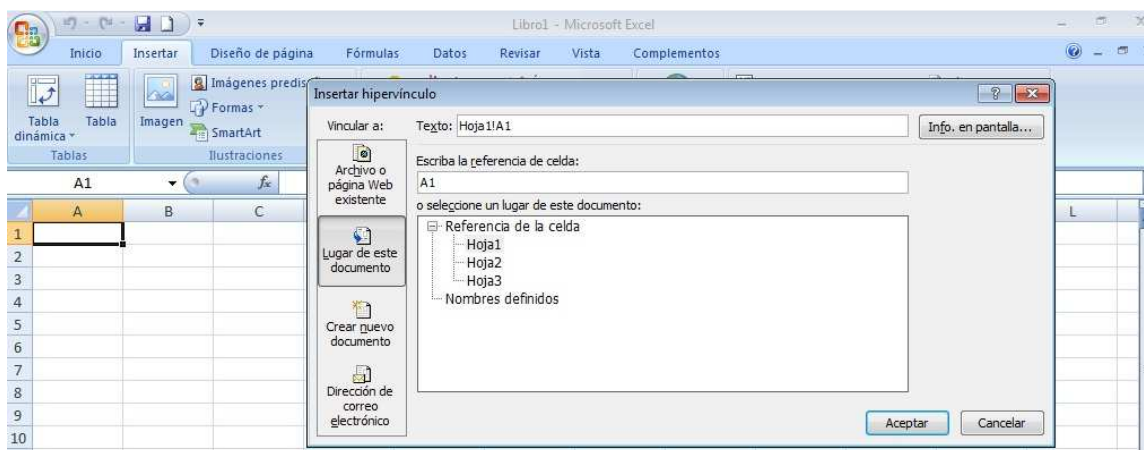 Libro1 - Microsoft Excel
Inicio Insertar Diseño de página Fórmulas Datos Revisar Vista Complementos
Tabla dinámica
Tabla
Imagen
Imágenes
Formas
SmartArt
Tablas
Ilustraciones
A1
fx
A B C L
1
2
3
4
5
6
7
8
9
10
Insertar hipervínculo
Vincular a:
Texto: Hoja1!A1
Info. en pantalla...
Archivo o
página Web
existente
Lugar de este
documento
Crear nuevo
documento
Dirección de
correo
electrónico
Escriba la referencia de celda:
A1
o seleccione un lugar de este documento:
Referencia de la celda
Hoja1
Hoja2
Hoja3
Nombres definidos
Aceptar Cancelar